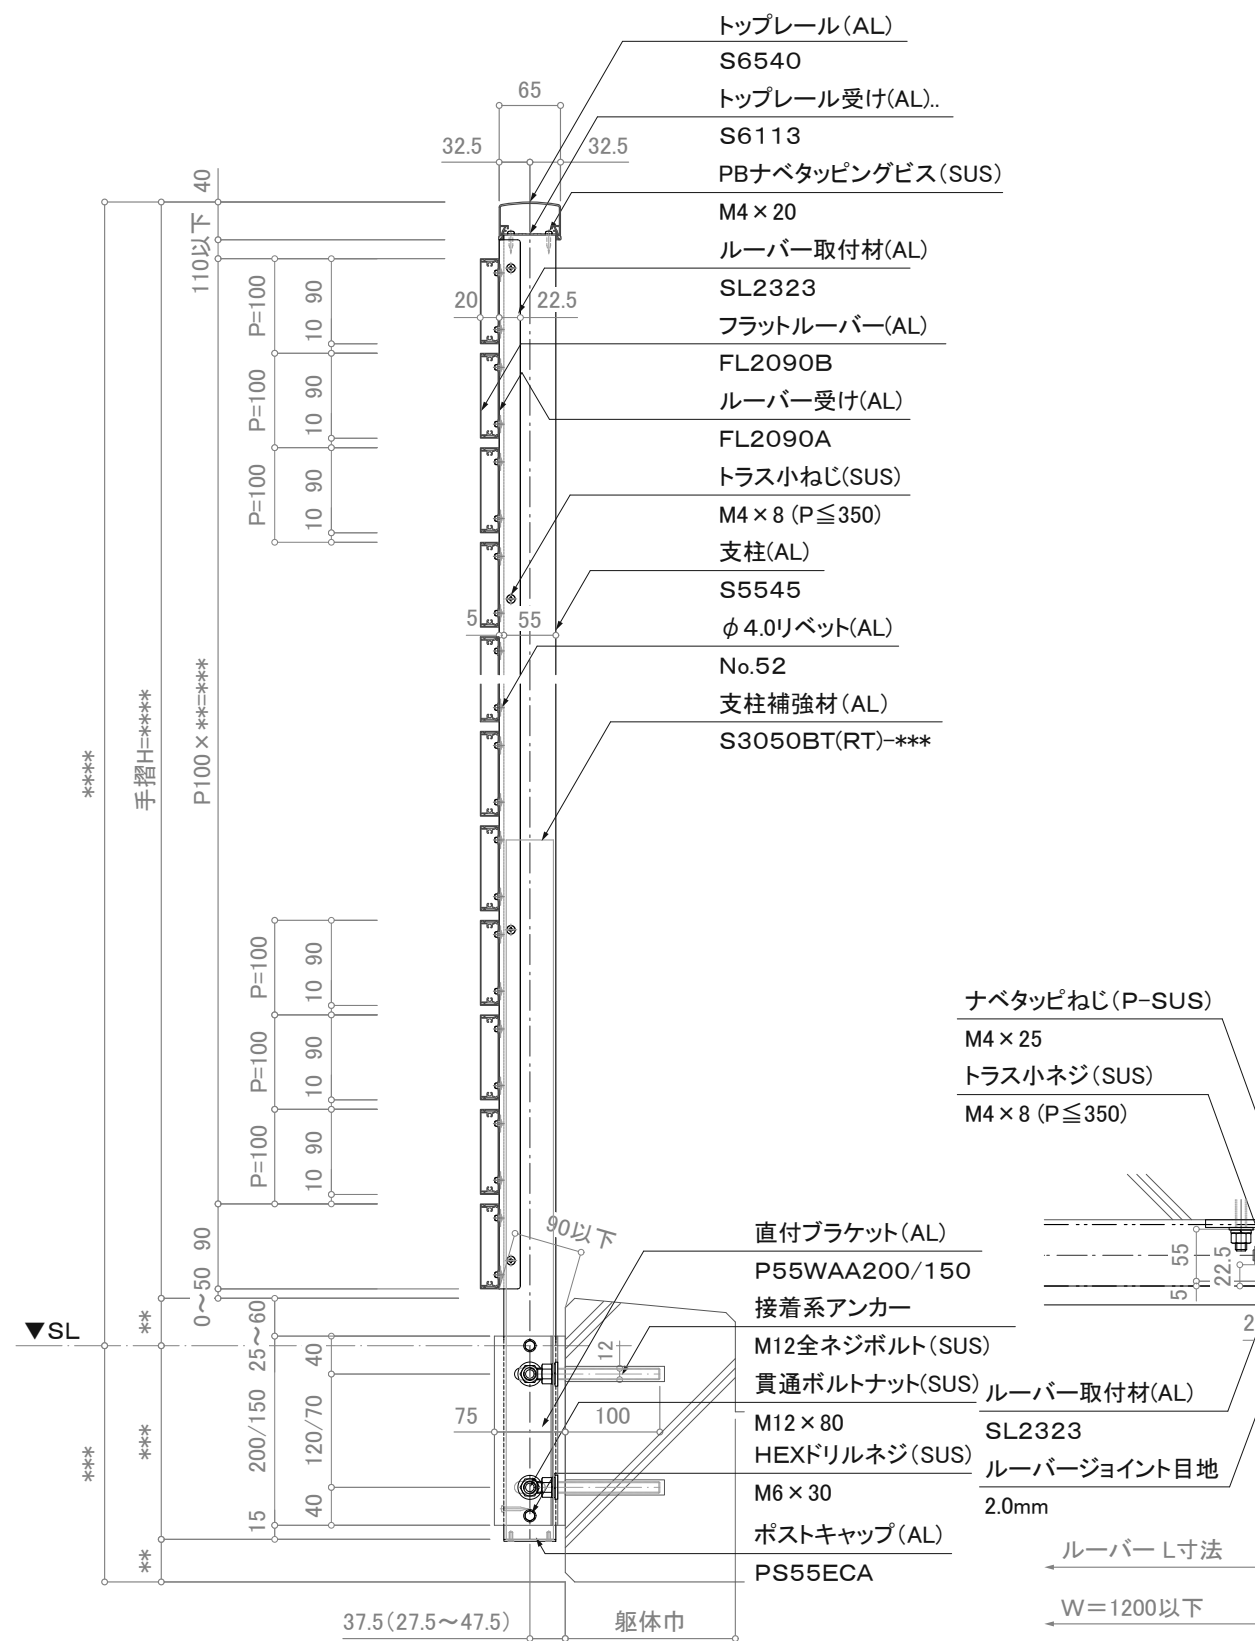 トップレール(AL)
S6540
トップレール受け(AL)..
S6113
PBナベタッピングビス(SUS)
M4×20
ルーバー取付材(AL)
SL2323
フラットルーバー(AL)
FL2090B
ルーバー受け(AL)
FL2090A
トラス小ねじ(SUS)
M4×8 (P≦350)
支柱(AL)
S5545
φ4.0リベット(AL)
No.52
支柱補強材(AL)
S3050BT(RT)-***
65
32.5
32.5
20
22.5
5
55
40
110以下
P=100
10 90
P=100
10 90
P=100
10 90
****
手摺H=****
P100×**=****
P=100
10 90
P=100
10 90
P=100
10 90
0~50 90
▼SL
**
25~60
40
***
***
200/150
120/70
15
40
**
90以下
12
75
100
37.5(27.5~47.5)
躯体巾
直付ブラケット(AL)
P55WAA200/150
接着系アンカー
M12全ネジボルト(SUS)
貫通ボルトナット(SUS)
M12×80
HEXドリルネジ(SUS)
M6×30
ポストキャップ(AL)
PS55ECA
ナベタッピねじ(P-SUS)
M4×25
トラス小ネジ(SUS)
M4×8 (P≦350)
55
22.5
5
2
ルーバー取付材(AL)
SL2323
ルーバージョイント目地
2.0mm
ルーバー L寸法
W=1200以下